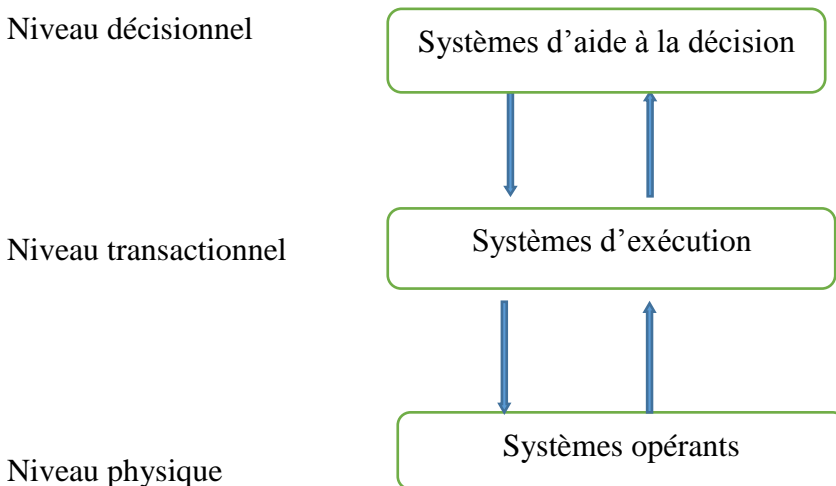 Niveau décisionnel
Systèmes d’aide à la décision
Niveau transactionnel
Systèmes d’exécution
Systèmes opérants
Niveau physique